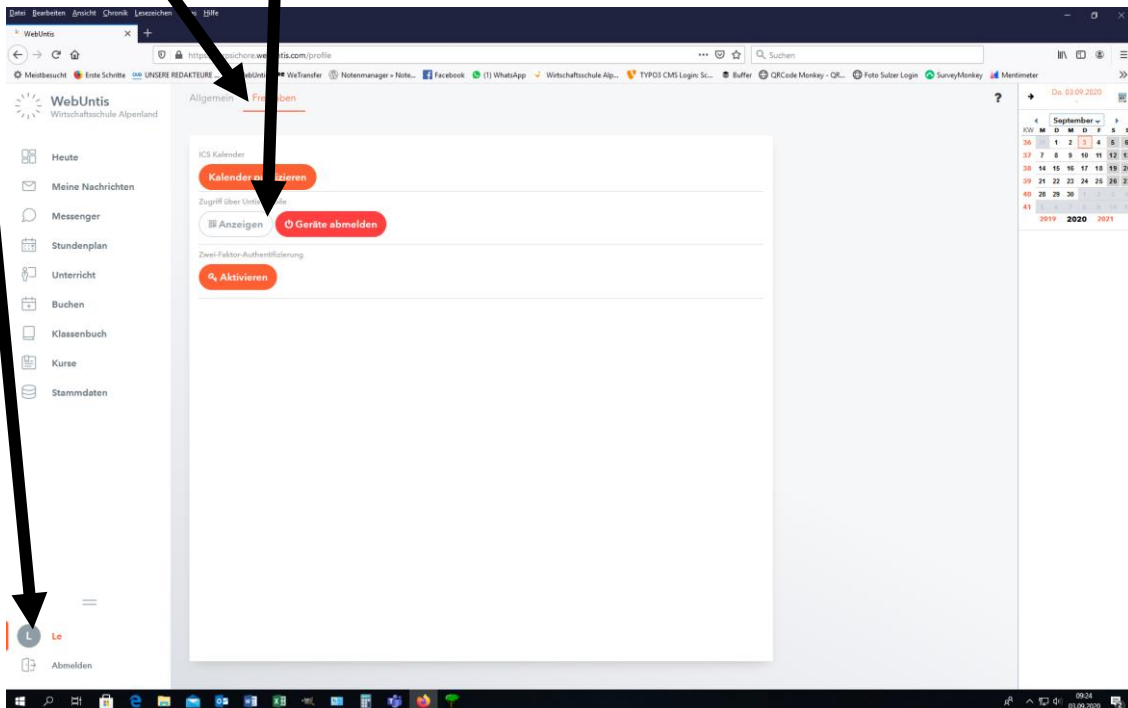 Datei Bearbeiten Ansicht Chronik Lesezeichen Hilfe
WebUntis × +
.com/profile Suchen
Meistbesucht Erste Schritte UNSERE REDAKTEURE WeTransfer Notenmanager » Note... Facebook (1) WhatsApp Wirtschaftsschule Alp... TYPO3 CMS Login: Sc... Buffer QRCode Monkey - QR... Foto Sulzer Login SurveyMonkey Mentimeter
WebUntis
Wirtschaftsschule Alpenland
Heute
Meine Nachrichten
Messenger
Stundenplan
Unterricht
Buchen
Klassenbuch
Kurse
Stammdaten
Le
L
Abmelden
Allgemein
?
ICS Kalender
Kalender
Zugriff über
Anzeigen Geräte abmelden
Zwei-Faktor-Authentifizierung
Aktivieren
Do. 03.09.2020
September
KW M D M D F S
36 1 2 3 4 5 6
37 7 8 9 10 11 12
38 14 15 16 17 18 19
39 21 22 23 24 25 26
40 28 29 30
41
2019 2020 2021
09:24
03.09.2020